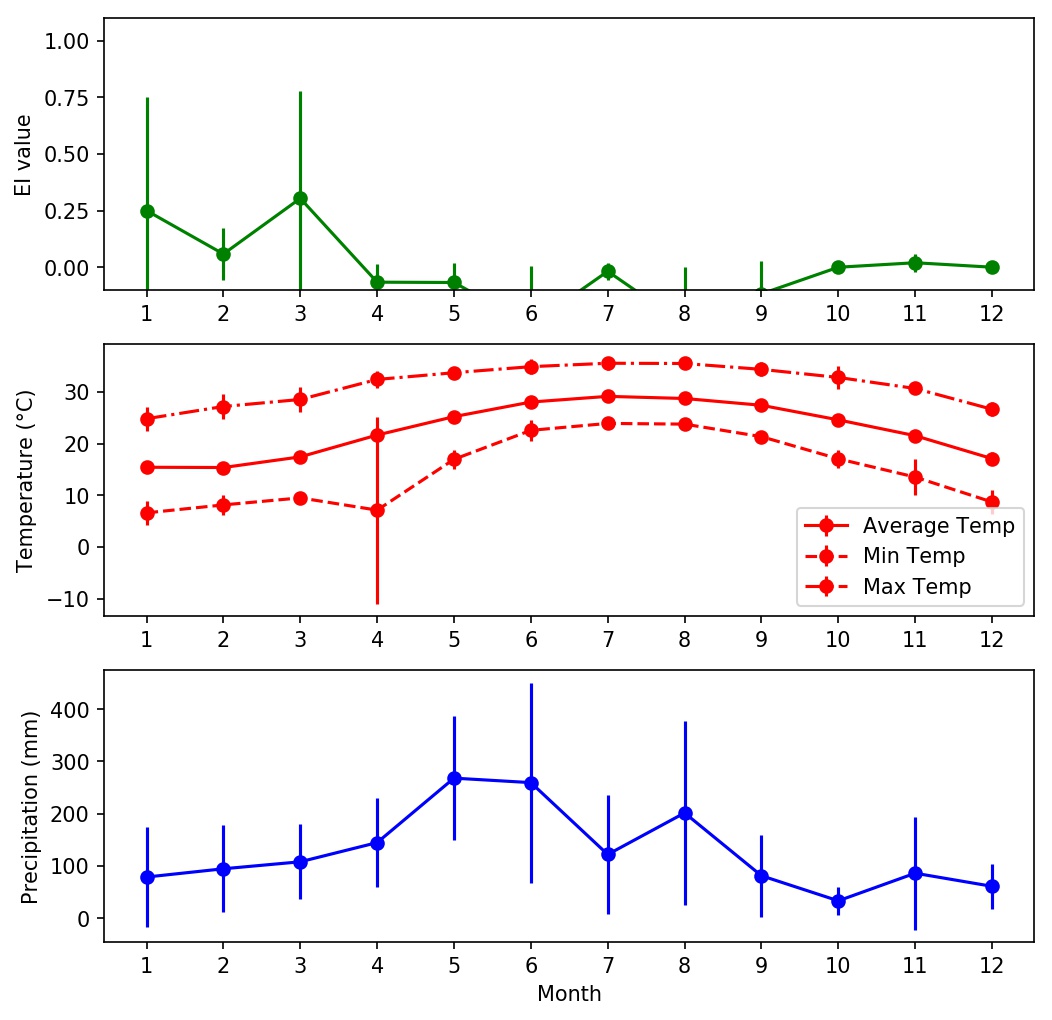 EI value
1.00
0.75
0.50
0.25
0.00
1 2 3 4 5 6 7 8 9 10 11 12
Temperature (°C)
30
20
10
0
−10
Average Temp
Min Temp
Max Temp
1 2 3 4 5 6 7 8 9 10 11 12
Precipitation (mm)
400
300
200
100
0
1 2 3 4 5 6 7 8 9 10 11 12
Month